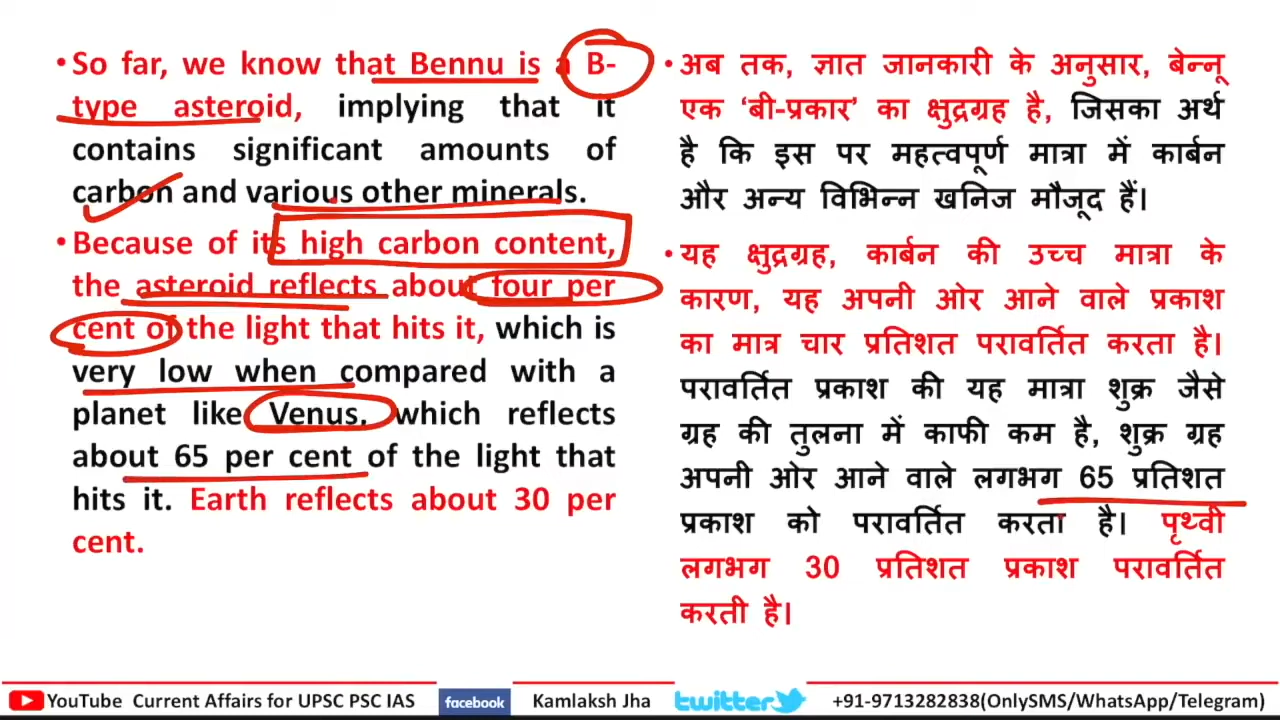 • So far, we know that Bennu is a B-
type asteroid, implying that it
contains significant amounts of
carbon and various other minerals.
• Because of its high carbon content,
the asteroid reflects about four per
cent of the light that hits it, which is
very low when compared with a
planet like Venus, which reflects
about 65 per cent of the light that
hits it. Earth reflects about 30 per
cent.
• अब तक, ज्ञात जानकारी के अनुसार, बेन्नू
एक ‘बी-प्रकार’ का क्षुद्रग्रह है, जिसका अर्थ
है कि इस पर महत्वपूर्ण मात्रा में कार्बन
और अन्य विभिन्न खनिज मौजूद हैं।
• यह क्षुद्रग्रह, कार्बन की उच्च मात्रा के
कारण, यह अपनी ओर आने वाले प्रकाश
का मात्र चार प्रतिशत परावर्तित करता है।
परावर्तित प्रकाश की यह मात्रा शुक्र जैसे
ग्रह की तुलना में काफी कम है, शुक्र ग्रह
अपनी ओर आने वाले लगभग 65 प्रतिशत
प्रकाश को परावर्तित करता है। पृथ्वी
लगभग 30 प्रतिशत प्रकाश परावर्तित
करती है।
YouTube Current Affairs for UPSC PSC IAS facebook Kamlaksh Jha twitter +91-9713282838(OnlySMS/WhatsApp/Telegram)